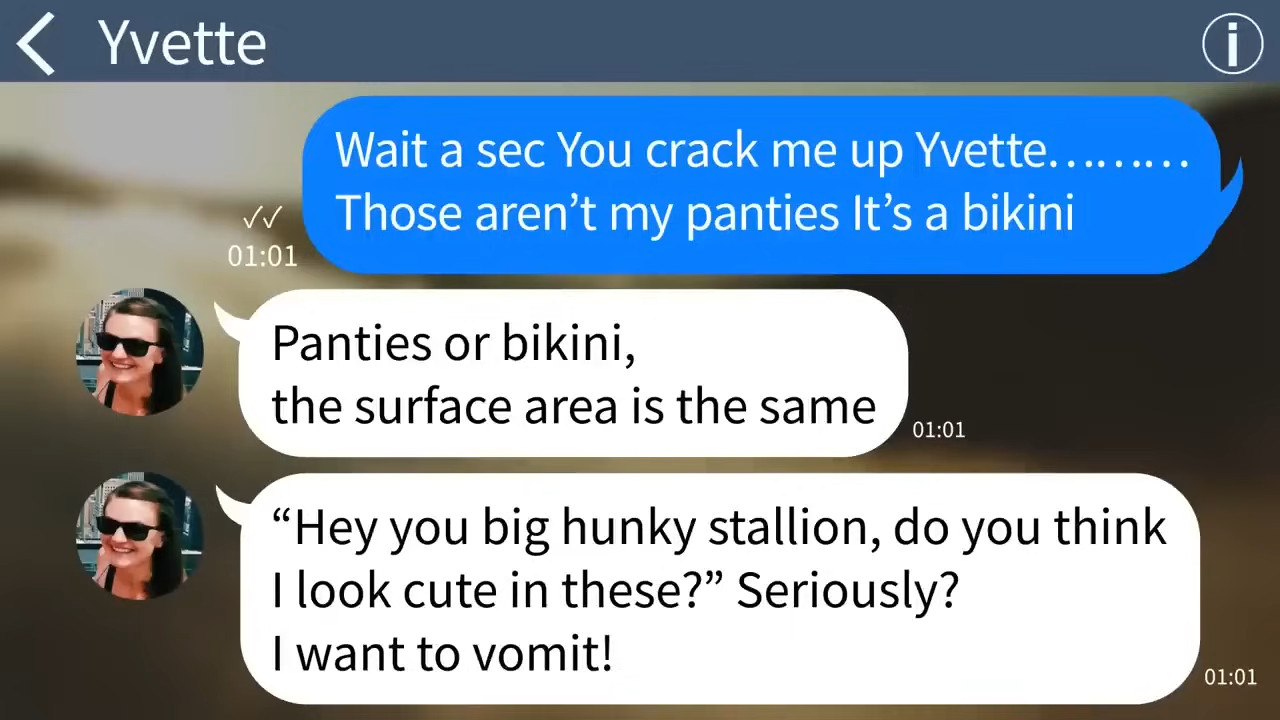 Yvette
Wait a sec You crack me up Yvette………
Those aren’t my panties It’s a bikini
01:01
Panties or bikini,
the surface area is the same
01:01
“Hey you big hunky stallion, do you think
I look cute in these?” Seriously?
I want to vomit!
01:01